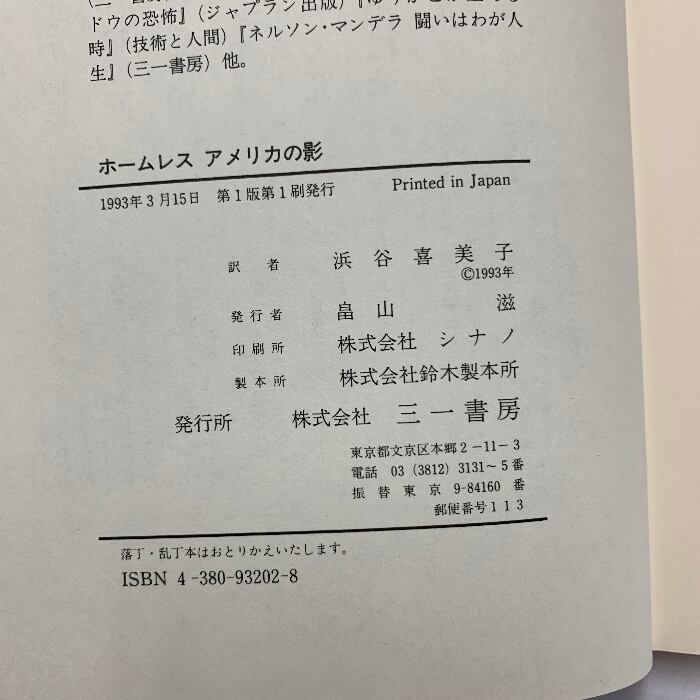 ドウの恐怖』(ジャプラン出版)
時』(技術と人間)『ネルソン・マンデラ 闘いはわが人
生』(三一書房)他。
ホームレス アメリカの影
1993年3月15日 第1版第1刷発行 Printed in Japan
訳者 浜谷喜美子
©1993年
発行者 畠山滋
印刷所 株式会社 シナノ
製本所 株式会社鈴木製本所
発行所 株式会社 三一書房
東京都文京区本郷2-11-3
電話 03(3812)3131~5番
振替東京 9-84160 番
郵便番号113
落丁・乱丁本はおとりかえいたします。
ISBN 4-380-93202-8